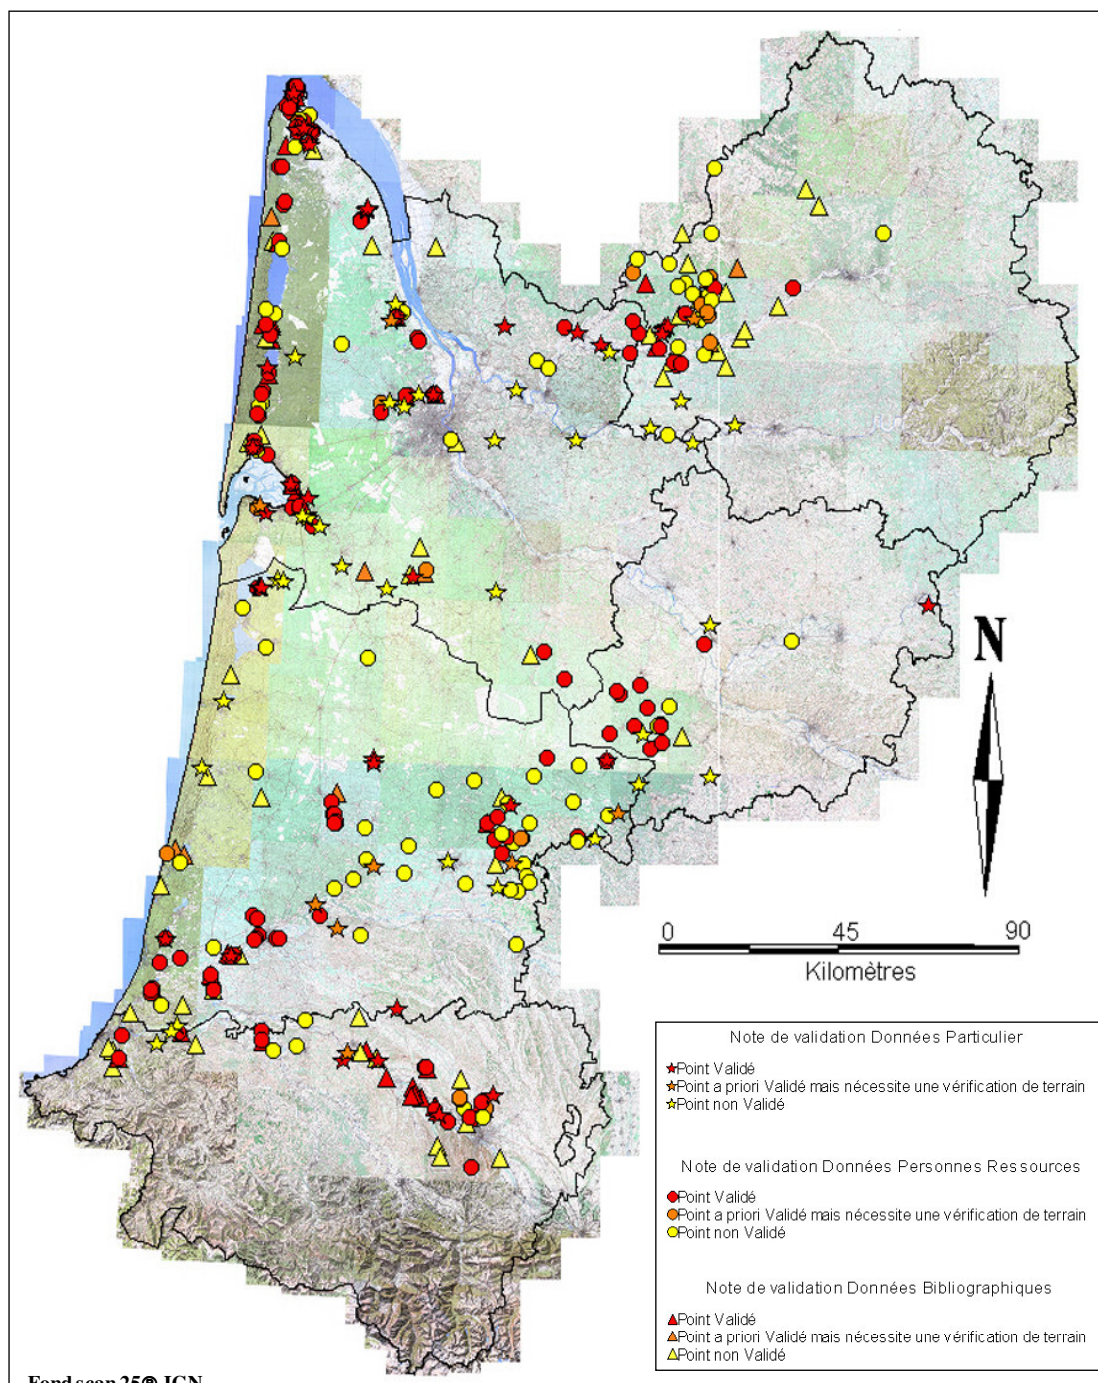 N
0 45 90
Kilomètres
Note de validation Données Particulier
Point Validé
Point a priori Validé mais nécessite une vérification de terrain
Point non Validé
Note de validation Données Personnes Ressources
Point Validé
Point a priori Validé mais nécessite une vérification de terrain
Point non Validé
Note de validation Données Bibliographiques
Point Validé
Point a priori Validé mais nécessite une vérification de terrain
Point non Validé
Fond scan 25® IGN